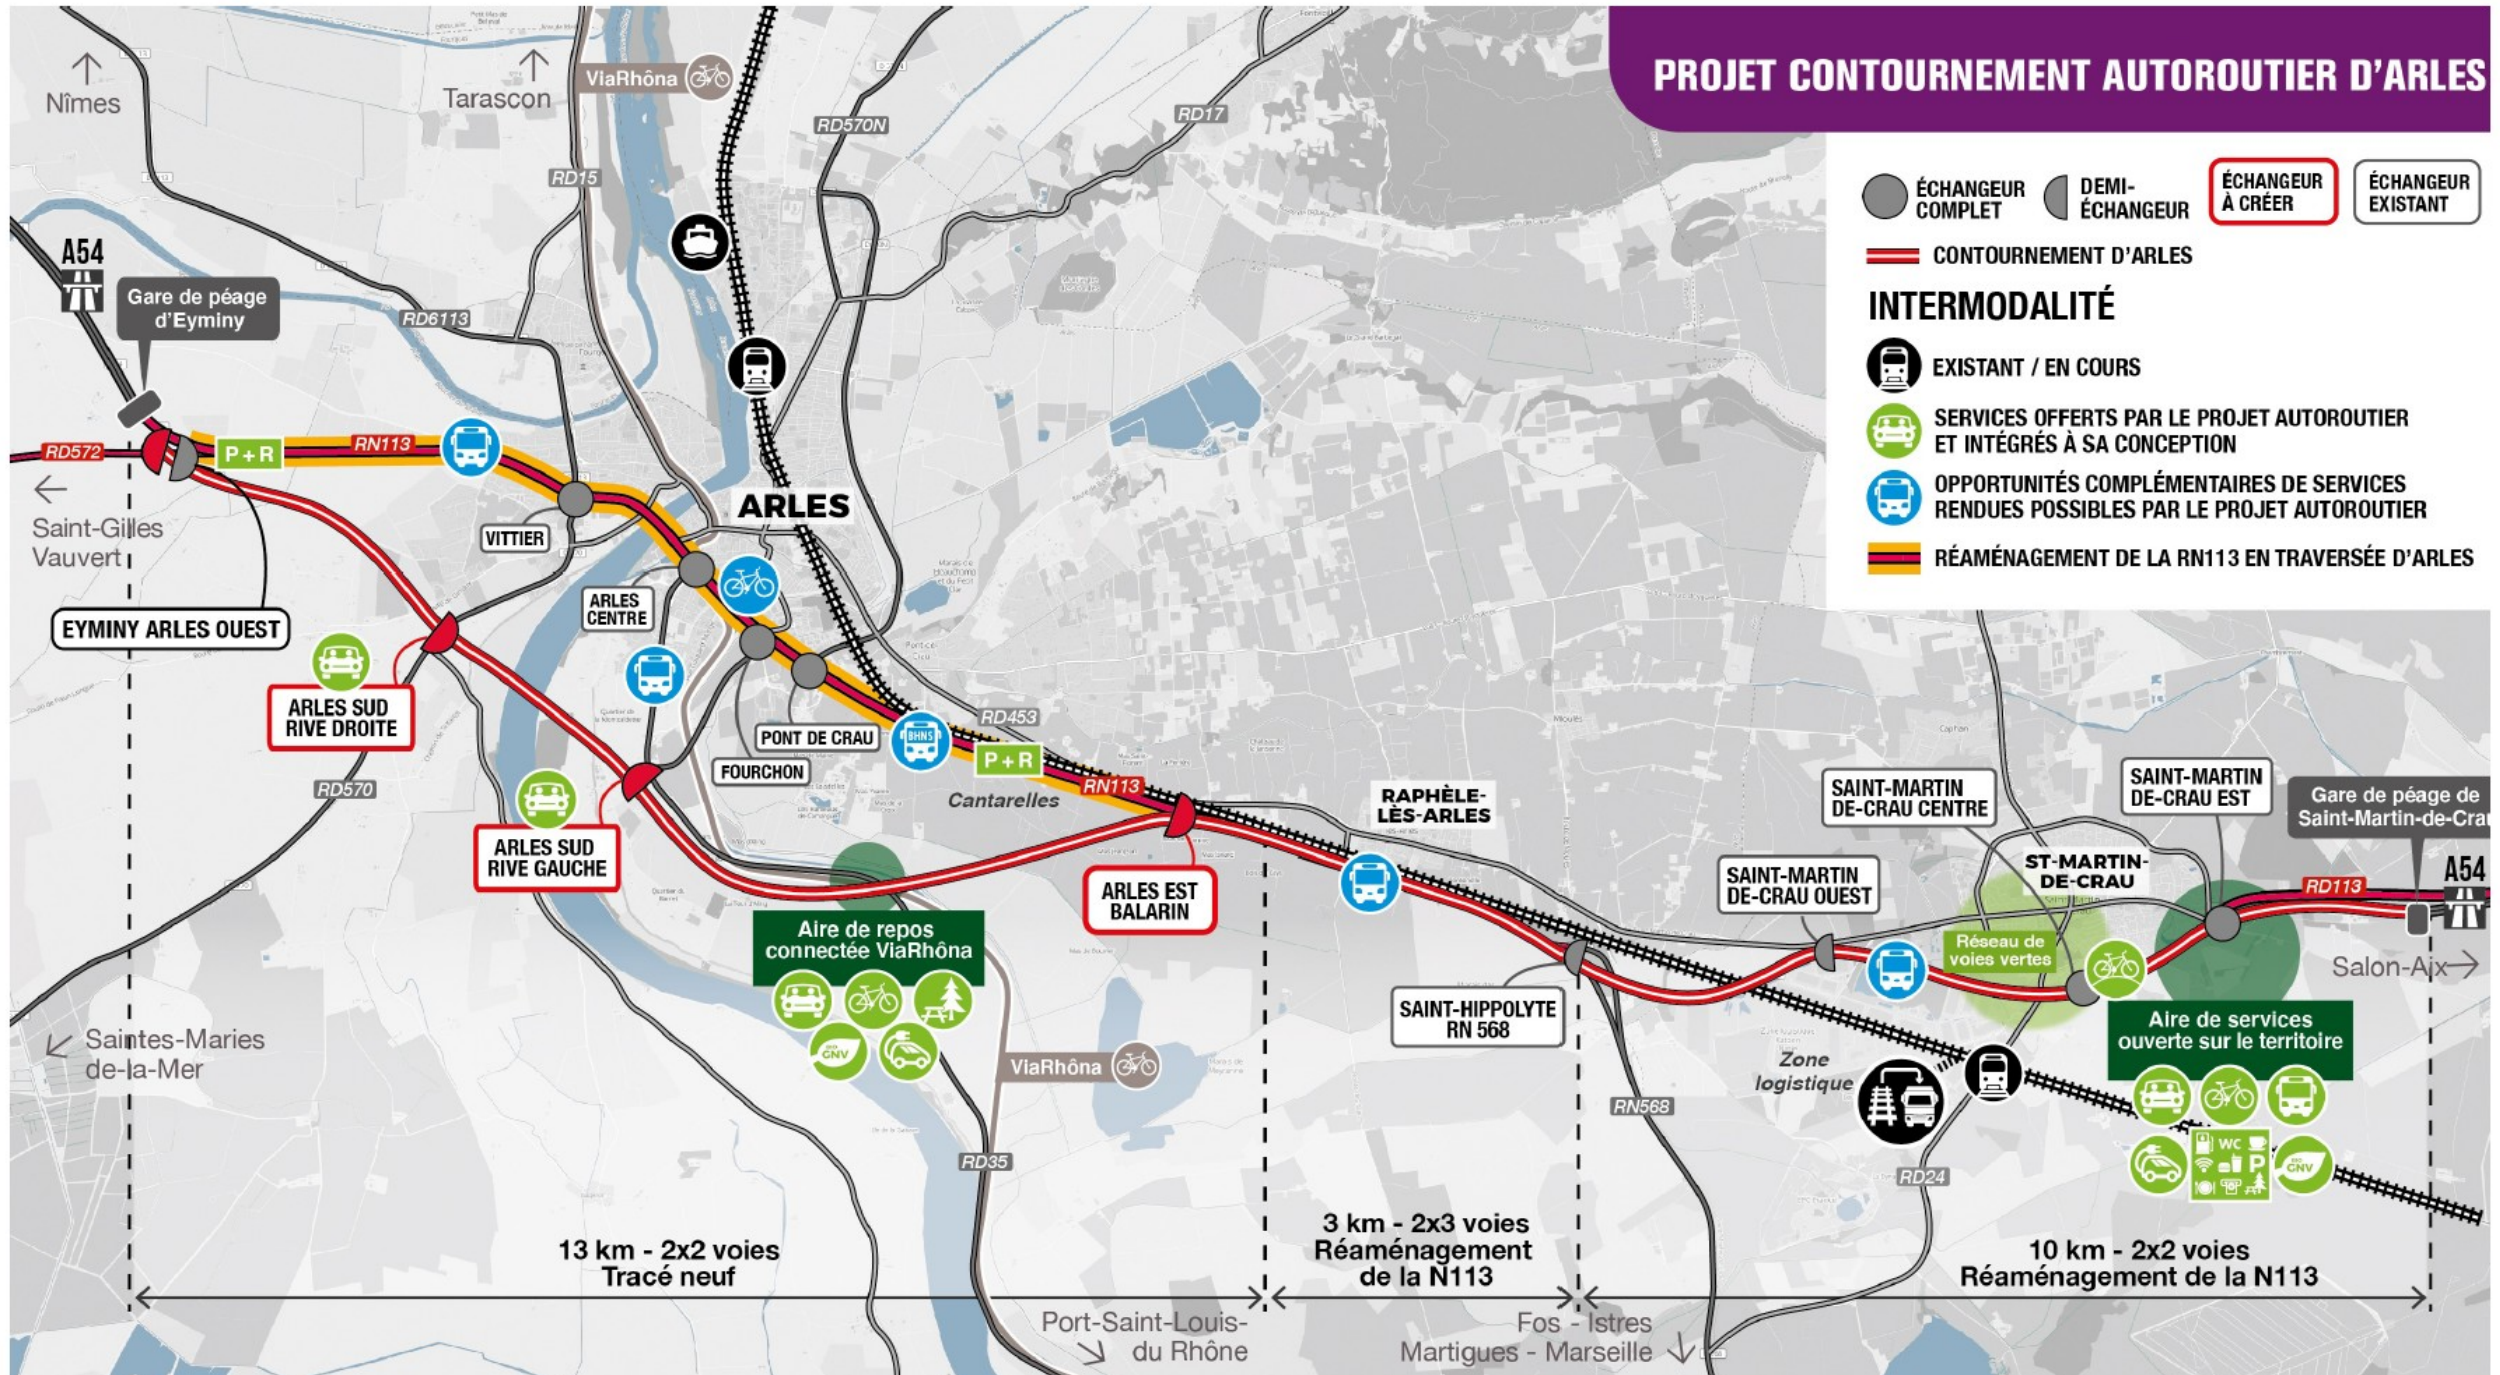 PROJET CONTOURNEMENT AUTOROUTIER D'ARLES
ÉCHANGEUR
COMPLET
DEMI-
ÉCHANGEUR
ÉCHANGEUR
À CRÉER
ÉCHANGEUR
EXISTANT
CONTOURNEMENT D'ARLES
INTERMODALITÉ
EXISTANT / EN COURS
SERVICES OFFERTS PAR LE PROJET AUTOROUTIER
ET INTÉGRÉS À SA CONCEPTION
OPPORTUNITÉS COMPLÉMENTAIRES DE SERVICES
RENDUES POSSIBLES PAR LE PROJET AUTOROUTIER
RÉAMÉNAGEMENT DE LA RN113 EN TRAVERSÉE D'ARLES
Nîmes
Tarascon
ViaRhôna
RD570N
RD17
RD15
A54
Gare de péage
d'Eyminy
RD6113
RD572
P+R
RN113
Saint-Gilles
Vauvert
VITTIER
ARLES
ARLES
CENTRE
EYMINY ARLES OUEST
ARLES SUD
RIVE DROITE
RD570
PONT DE CRAU
FOURCHON
BHNS
RD453
P+R
RN113
Cantarelles
ARLES SUD
RIVE GAUCHE
ARLES EST
BALARIN
RAPHÈLE-
LÈS-ARLES
SAINT-MARTIN
DE-CRAU CENTRE
SAINT-MARTIN
DE-CRAU EST
Gare de péage de
Saint-Martin-de-Crau
SAINT-MARTIN
DE-CRAU OUEST
ST-MARTIN-
DE-CRAU
RD113
A54
Réseau de
voies vertes
Salon-Aix
Aire de repos
connectée ViaRhôna
BIO
GNV
SAINT-HIPPOLYTE
RN 568
Saintes-Maries
de-la-Mer
ViaRhôna
Zone
logistique
RN568
Aire de services
ouverte sur le territoire
WC
P
BIO
GNV
RD35
RD24
13 km - 2x2 voies
Tracé neuf
3 km - 2x3 voies
Réaménagement
de la N113
10 km - 2x2 voies
Réaménagement de la N113
Port-Saint-Louis-
du Rhône
Fos - Istres
Martigues - Marseille